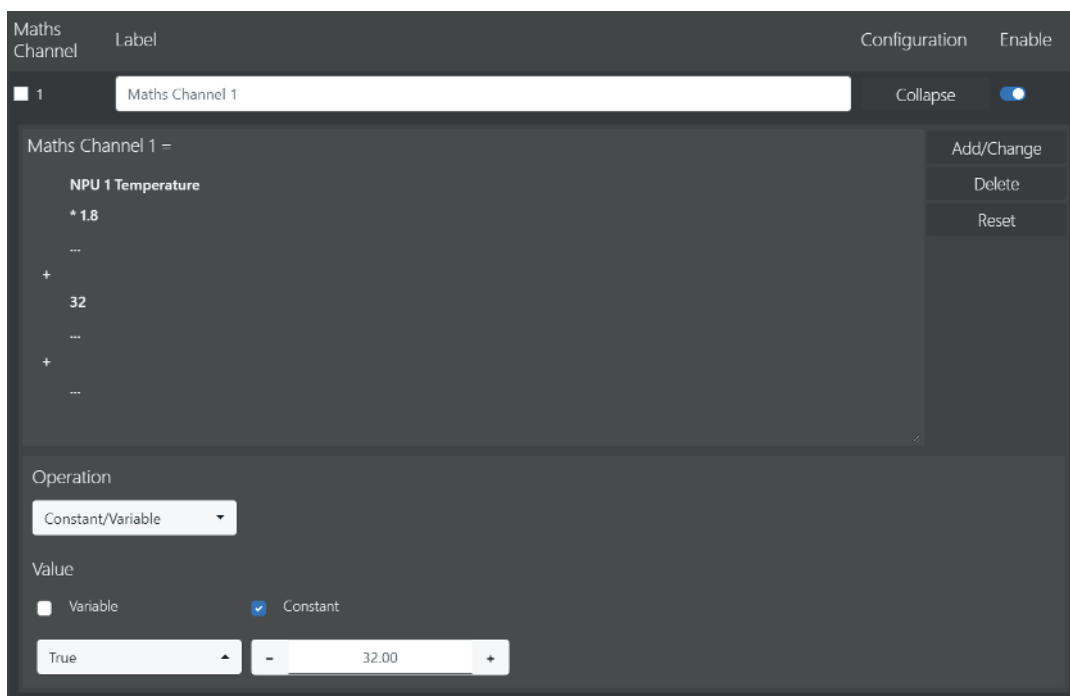 Maths Channel Label Configuration Enable
1 Maths Channel 1 Collapse
Maths Channel 1 = Add/Change
NPU 1 Temperature Delete
* 1.8 Reset
...
+
32
...
+
...
Operation
Constant/Variable
Value
Variable Constant
True - 32.00 +